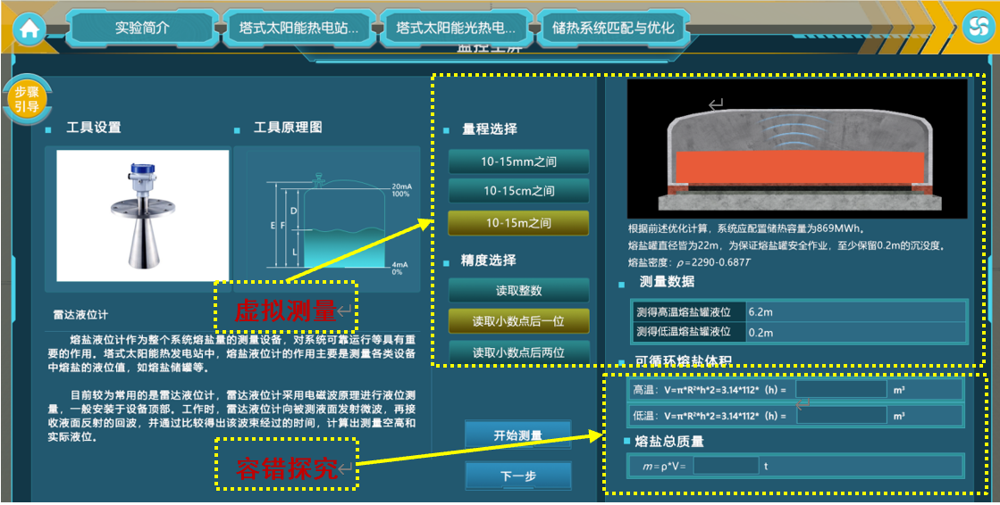 实验简介
塔式太阳能热电站...
塔式太阳能光热电...
储热系统匹配与优化
步骤
引导
工具设置
工具原理图
20mA
100%
D
E
F
L
4mA
0%
虚拟测量
雷达液位计
熔盐液位计作为整个系统熔盐量的测量设备，对系统可靠运行等具有重
要的作用。塔式太阳能热发电站中，熔盐液位计的作用主要是测量各类设备
中熔盐的液位值，如熔盐储罐等。
目前较为常用的是雷达液位计，雷达液位计采用电磁波原理进行液位测
量，一般安装于设备顶部。工作时，雷达液位计向被测液面发射微波，再接
收液面反射的回波，并通过比较得出该波束经过的时间，计算出测量空高和
实际液位。
容错探究
量程选择
10-15mm之间
10-15cm之间
10-15m之间
精度选择
读取整数
读取小数点后一位
读取小数点后两位
开始测量
下一步
根据前述优化计算，系统应配置储热容量为869MWh。
熔盐罐直径皆为22m，为保证熔盐罐安全作业，至少保留0.2m的沉没度。
熔盐密度：ρ=2290-0.687T
测量数据
测得高温熔盐罐液位 6.2m
测得低温熔盐罐液位 0.2m
可循环熔盐体积
高温：V=π*R²*h*2=3.14*112*（h）= m³
低温：V=π*R²*h*2=3.14*112*（h）= m³
熔盐总质量
m=ρ*V= t